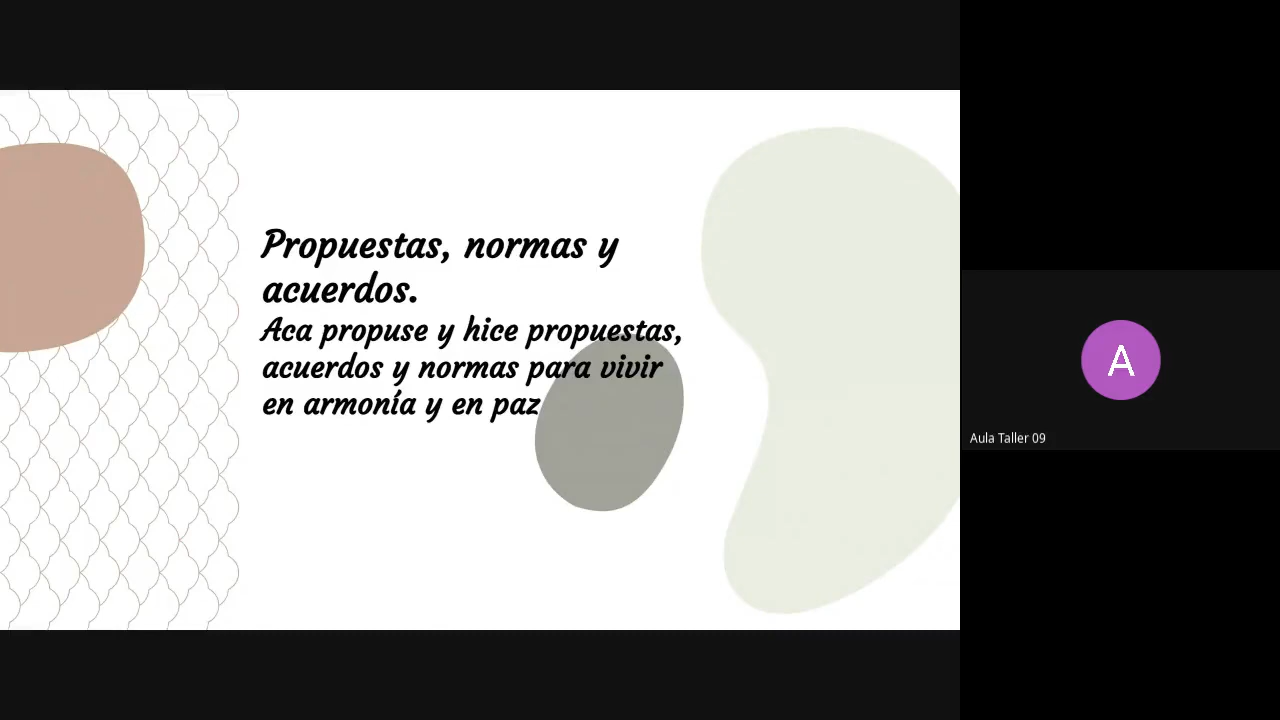 Propuestas, normas y
acuerdos.
Aca propuse y hice propuestas,
acuerdos y normas para vivir
en armonía y en paz
A
Aula Taller 09